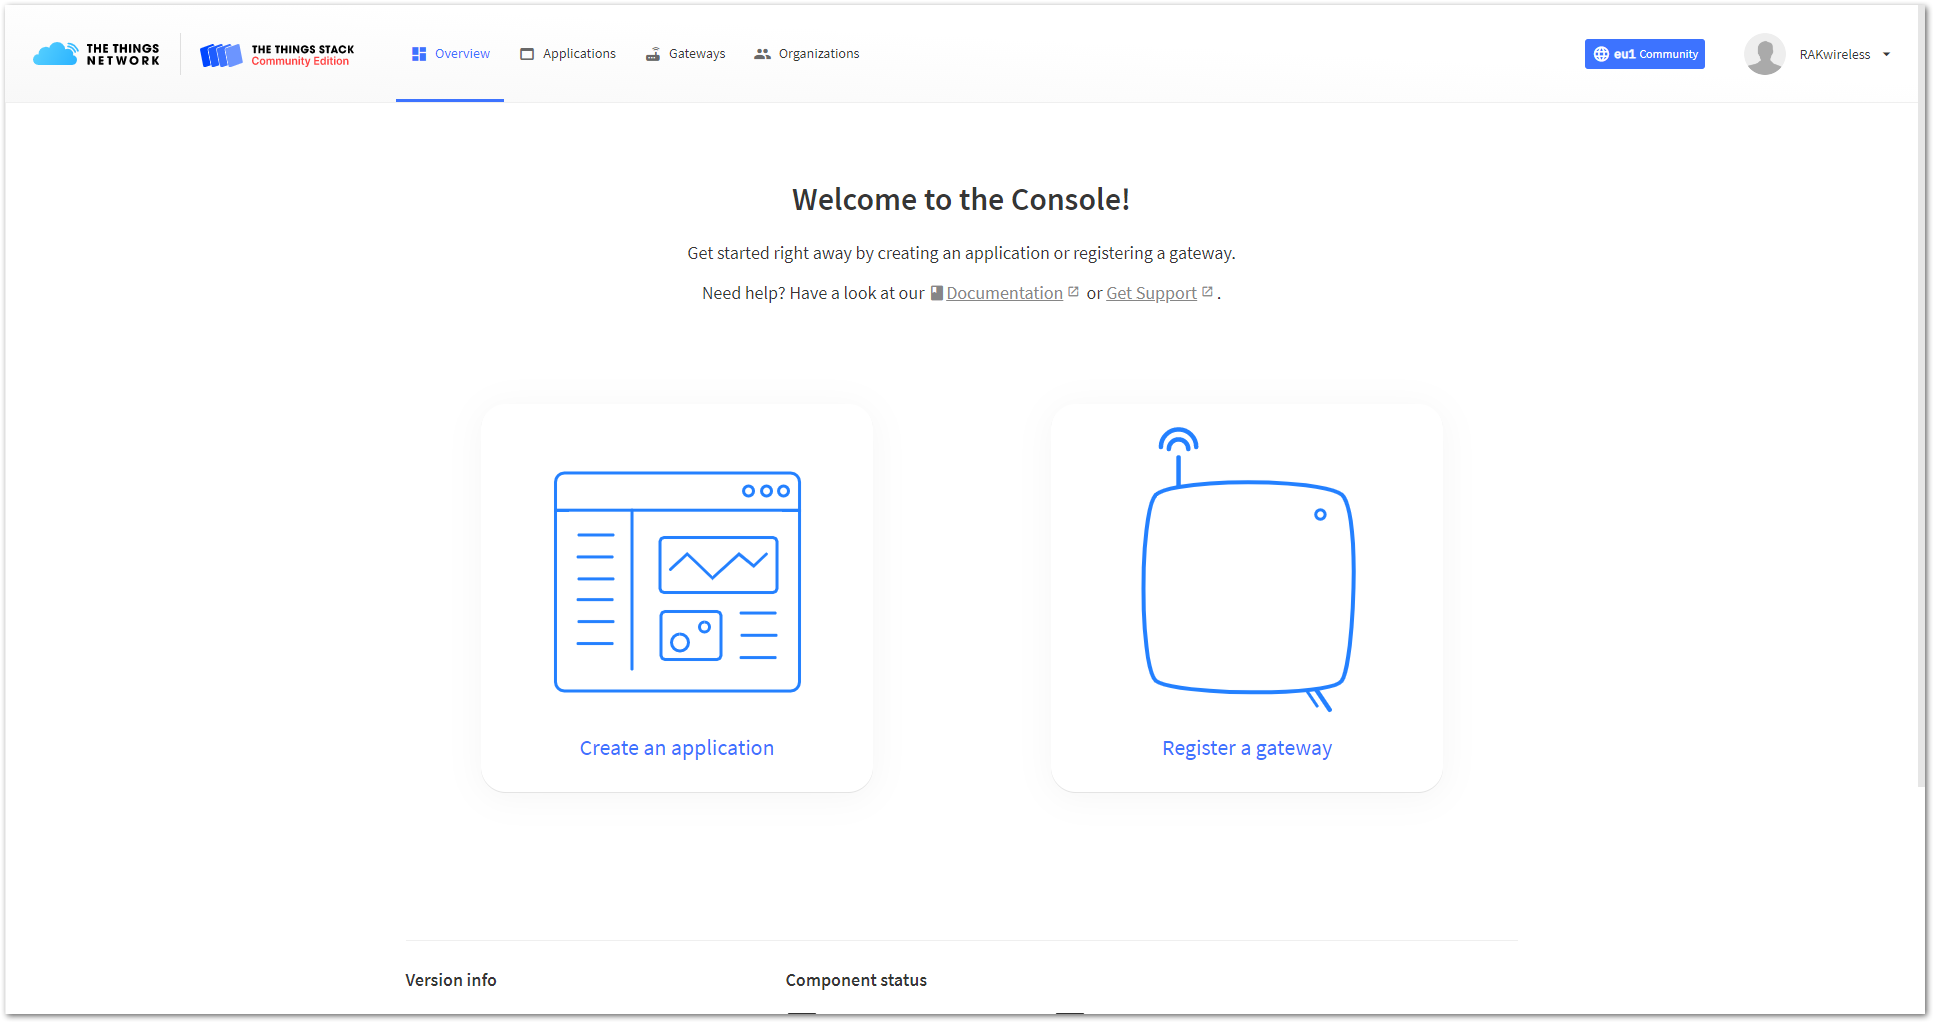 THE THINGS
NETWORK
THE THINGS STACK
Community Edition
Overview
Applications
Gateways
Organizations
eu1 Community
RAKwireless
Welcome to the Console!
Get started right away by creating an application or registering a gateway.
Need help? Have a look at our Documentation or Get Support .
Create an application
Register a gateway
Version info
Component status